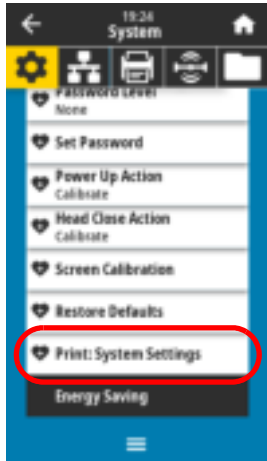 19:24
System
Password Level
None
Set Password
Power Up Action
Calibrate
Head Close Action
Calibrate
Screen Calibration
Restore Defaults
Print: System Settings
Energy Saving